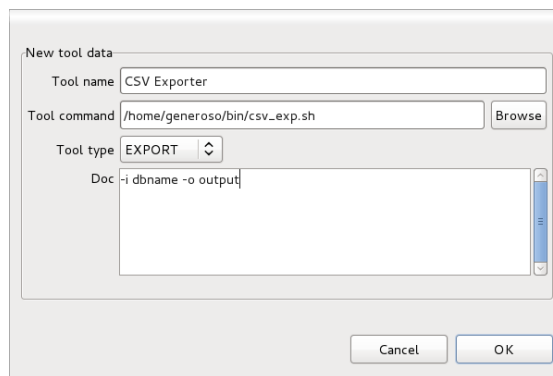 New tool data
Tool name CSV Exporter
Tool command /home/generoso/bin/csv_exp.sh Browse
Tool type EXPORT
Doc -i dbname -o output
Cancel OK